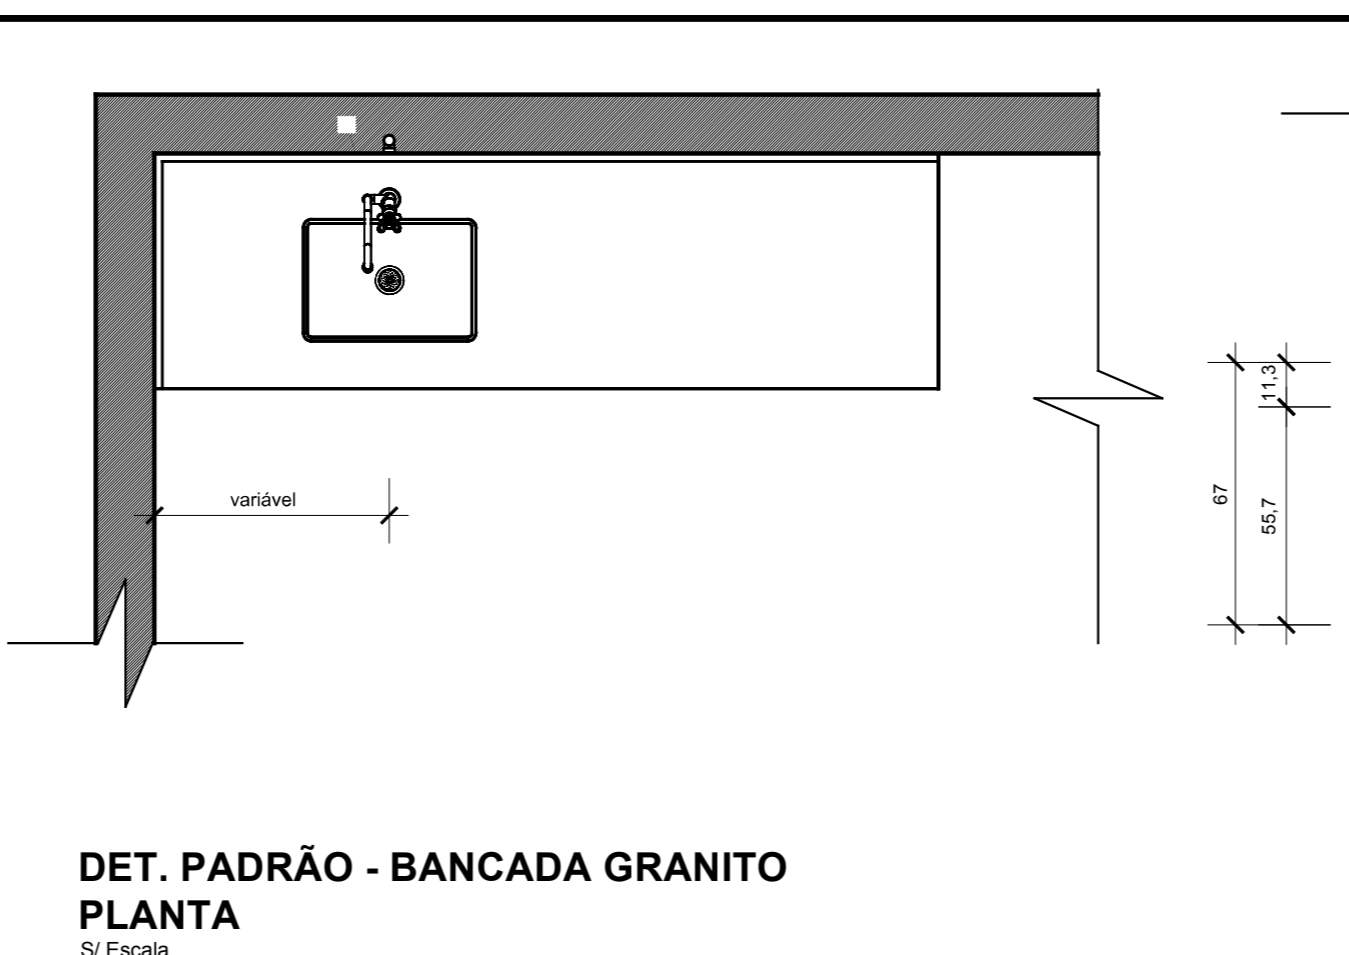 11,3
variável
67
55,7
DET. PADRÃO - BANCADA GRANITO
PLANTA
S/ Escala